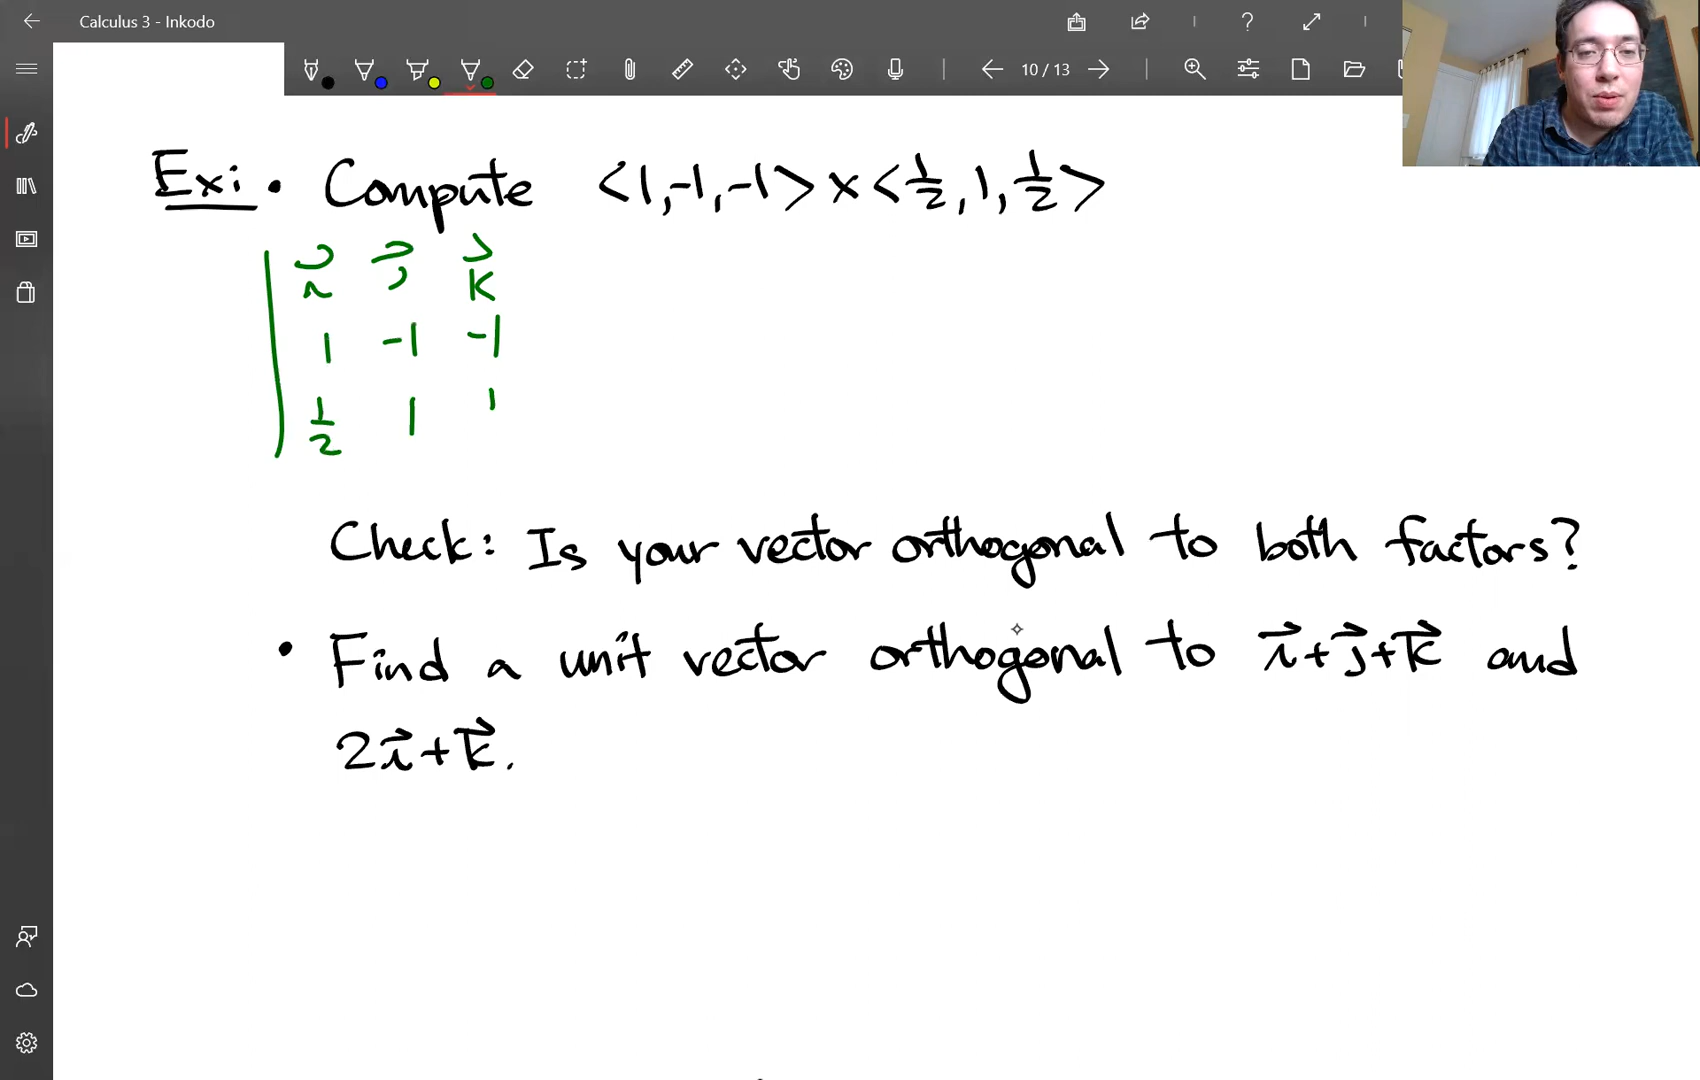 Calculus 3 - Inkodo
10 / 13
Exi • Compute <1,-1,-1> x <1/2, 1, 1/2>
i⃗ j⃗ k⃗
1 -1 -1
1/2 1 1
Check: Is your vector orthogonal to both factors?
• Find a unit vector orthogonal to i⃗+j⃗+k⃗ and
2i⃗+k⃗.